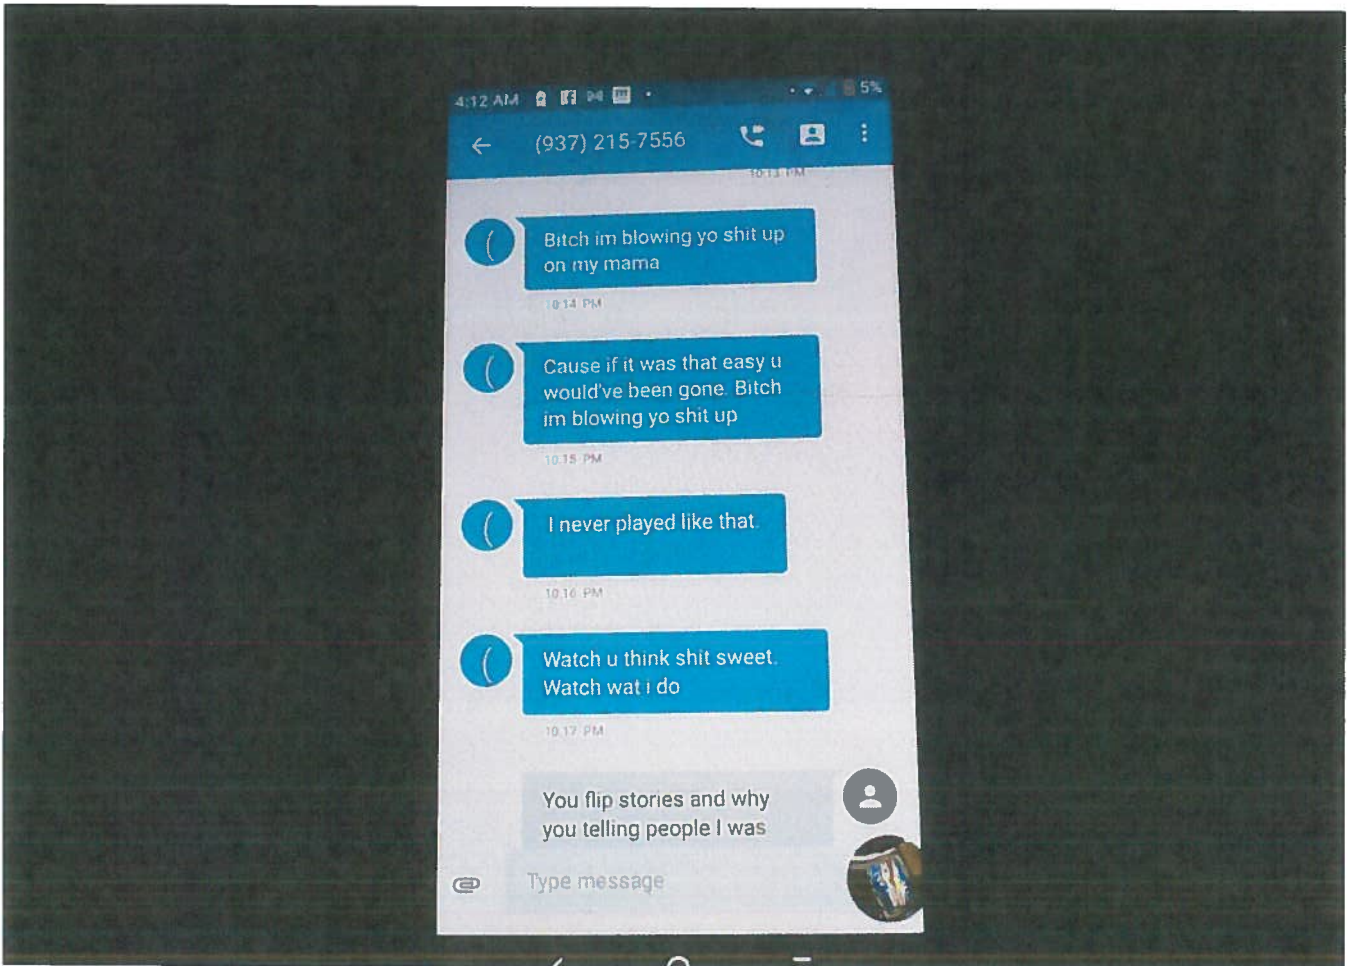 4:12 AM
5%
(937) 215-7556
10:13 PM
Bitch im blowing yo shit up
on my mama
10:14 PM
Cause if it was that easy u
would've been gone. Bitch
im blowing yo shit up
10:15 PM
I never played like that.
10:16 PM
Watch u think shit sweet.
Watch wat i do
10:17 PM
You flip stories and why
you telling people I was
Type message